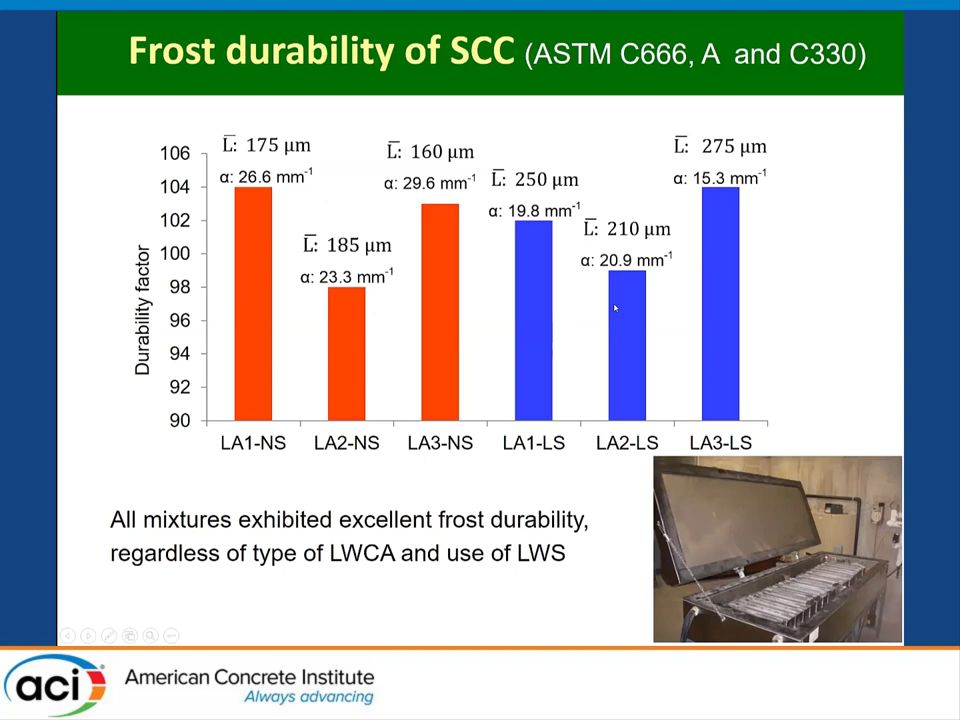 Frost durability of SCC (ASTM C666, A and C330)
L̅: 175 μm
α: 26.6 mm⁻¹
L̅: 185 μm
α: 23.3 mm⁻¹
L̅: 160 μm
α: 29.6 mm⁻¹
L̅: 250 μm
α: 19.8 mm⁻¹
L̅: 210 μm
α: 20.9 mm⁻¹
L̅: 275 μm
α: 15.3 mm⁻¹
Durability factor
106
104
102
100
98
96
94
92
90
LA1-NS LA2-NS LA3-NS LA1-LS LA2-LS LA3-LS
All mixtures exhibited excellent frost durability,
regardless of type of LWCA and use of LWS
aci
American Concrete Institute
Always advancing